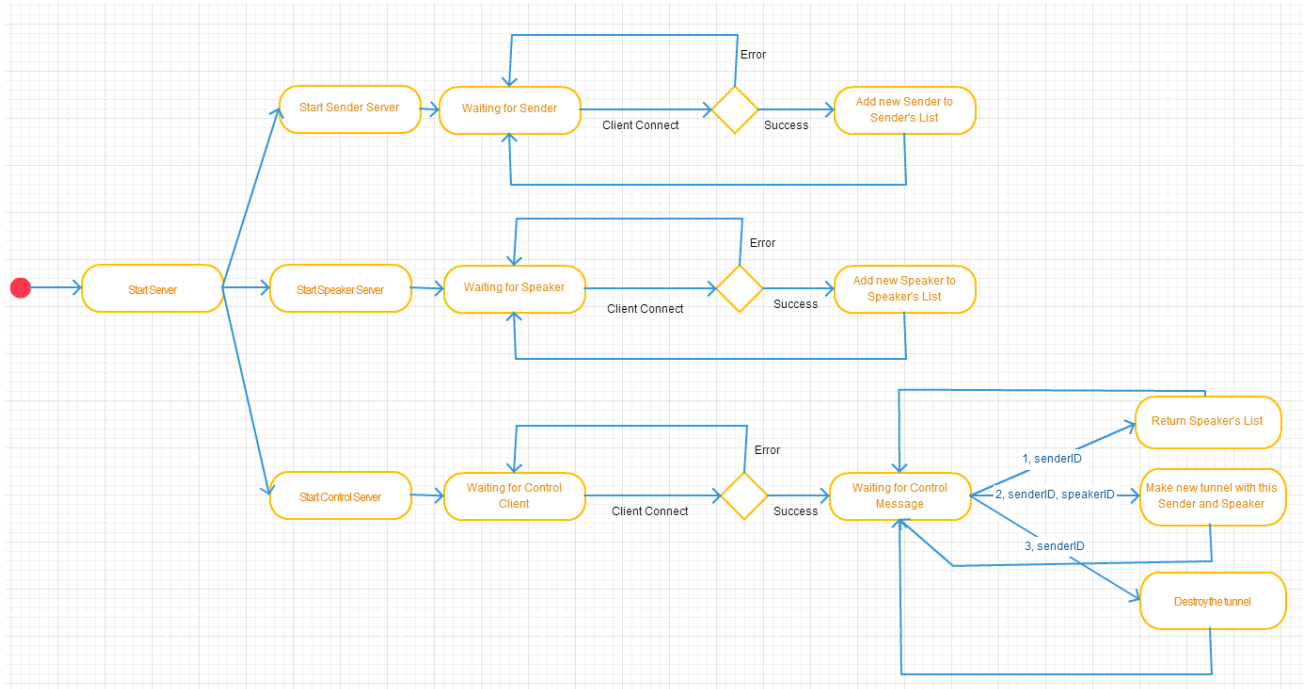 Error
Start Sender Server
Waiting for Sender
Client Connect
Success
Add new Sender to
Sender's List
Error
Start Server
Start Speaker Server
Waiting for Speaker
Client Connect
Success
Add new Speaker to
Speaker's List
Error
Start Control Server
Waiting for Control
Client
Client Connect
Success
Waiting for Control
Message
1, senderID
Return Speaker's List
2, senderID, speakerID
Make new tunnel with this
Sender and Speaker
3, senderID
Destroy the tunnel